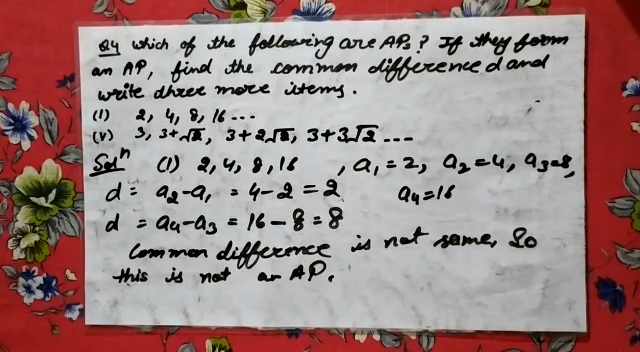 Q4 which of the following are APs? If they form
an AP, find the common difference d and
write three more items.
(i) 2, 4, 8, 16 ...
(v) 3, 3+√2, 3+2√2, 3+3√2 ...
Solⁿ (1) 2, 4, 8, 16 , a₁=2, a₂=4, a₃=8,
d = a₂-a₁ = 4-2 = 2 a₄=16
d = a₄-a₃ = 16-8 = 8
Common difference is not same, So
this is not an AP.